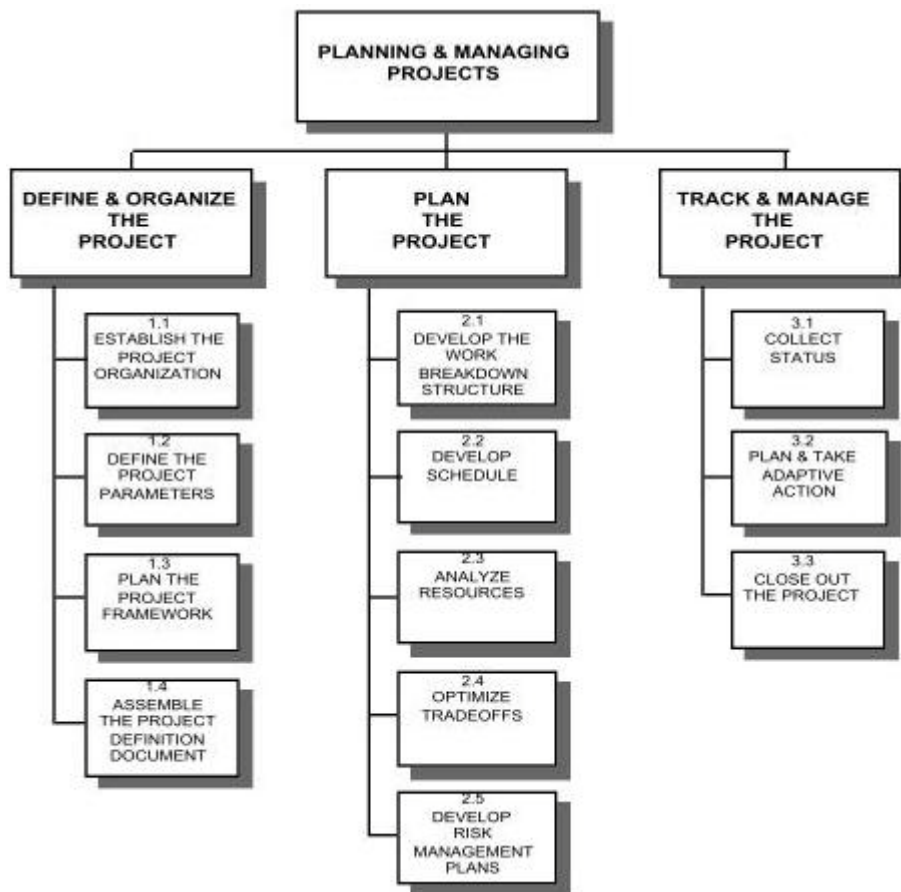 PLANNING & MANAGING
PROJECTS
DEFINE & ORGANIZE
THE
PROJECT
1.1
ESTABLISH THE
PROJECT
ORGANIZATION
1.2
DEFINE THE
PROJECT
PARAMETERS
1.3
PLAN THE
PROJECT
FRAMEWORK
1.4
ASSEMBLE
THE PROJECT
DEFINITION
DOCUMENT
PLAN
THE
PROJECT
2.1
DEVELOP THE
WORK
BREAKDOWN
STRUCTURE
2.2
DEVELOP
SCHEDULE
2.3
ANALYZE
RESOURCES
2.4
OPTIMIZE
TRADEOFFS
2.5
DEVELOP
RISK
MANAGEMENT
PLANS
TRACK & MANAGE
THE
PROJECT
3.1
COLLECT
STATUS
3.2
PLAN & TAKE
ADAPTIVE
ACTION
3.3
CLOSE OUT
THE PROJECT